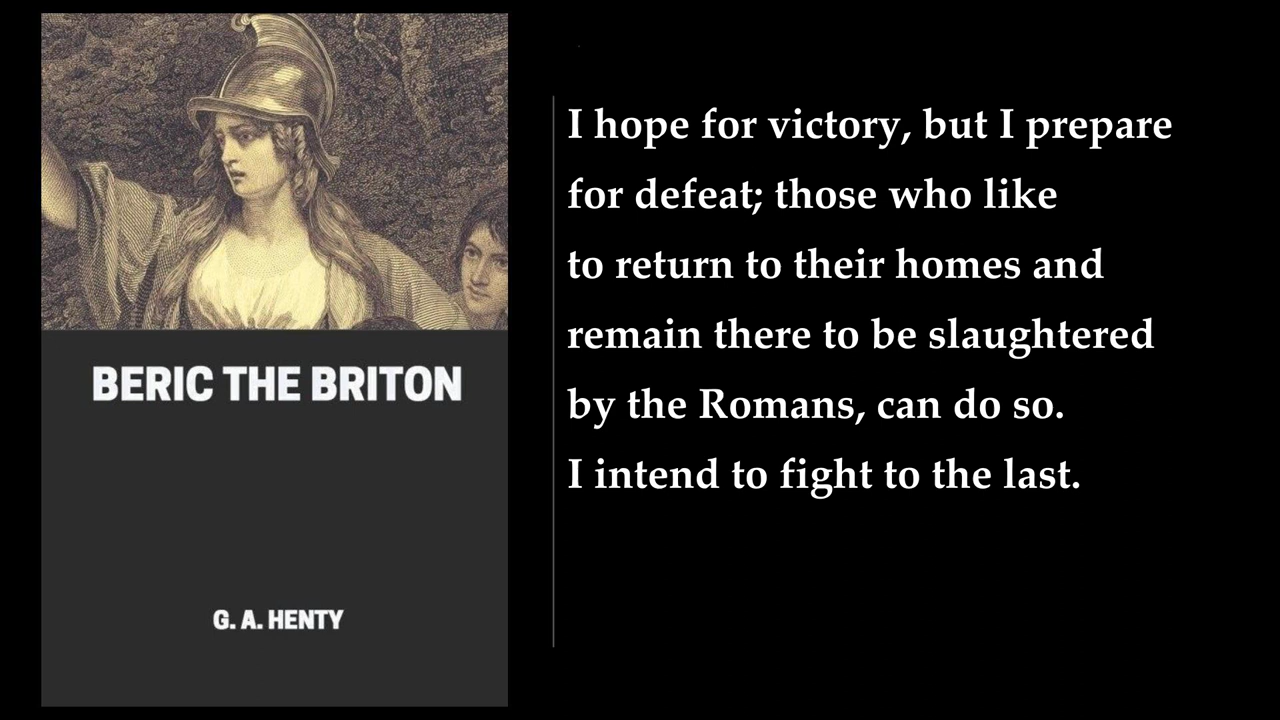 BERIC THE BRITON
G. A. HENTY
I hope for victory, but I prepare
for defeat; those who like
to return to their homes and
remain there to be slaughtered
by the Romans, can do so.
I intend to fight to the last.